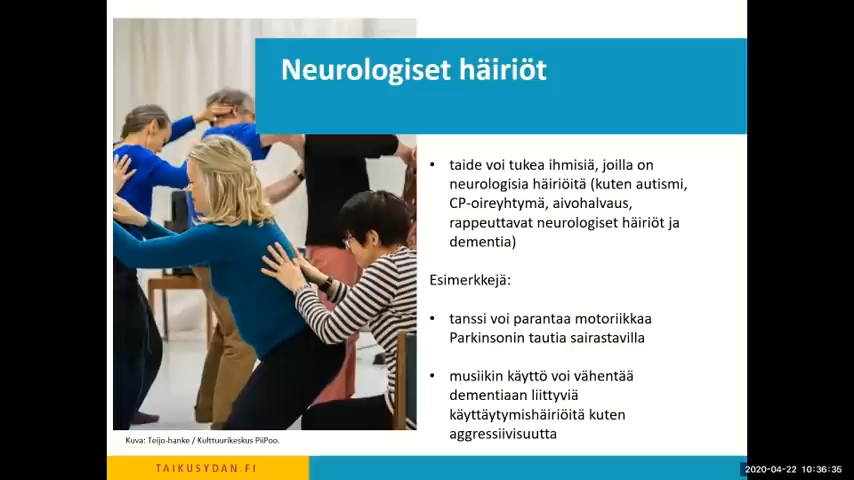 Neurologiset häiriöt
• taide voi tukea ihmisiä, joilla on
neurologisia häiriöitä (kuten autismi,
CP-oireyhtymä, aivohalvaus,
rappeuttavat neurologiset häiriöt ja
dementia)
Esimerkkejä:
• tanssi voi parantaa motoriikkaa
Parkinsonin tautia sairastavilla
• musiikin käyttö voi vähentää
dementiaan liittyviä
käyttäytymishäiriöitä kuten
aggressiivisuutta
Kuva: Teijo-hanke / Kulttuurikeskus PiiPoo.
TAIKUSYDAN.FI
2020-04-22 10:36:35